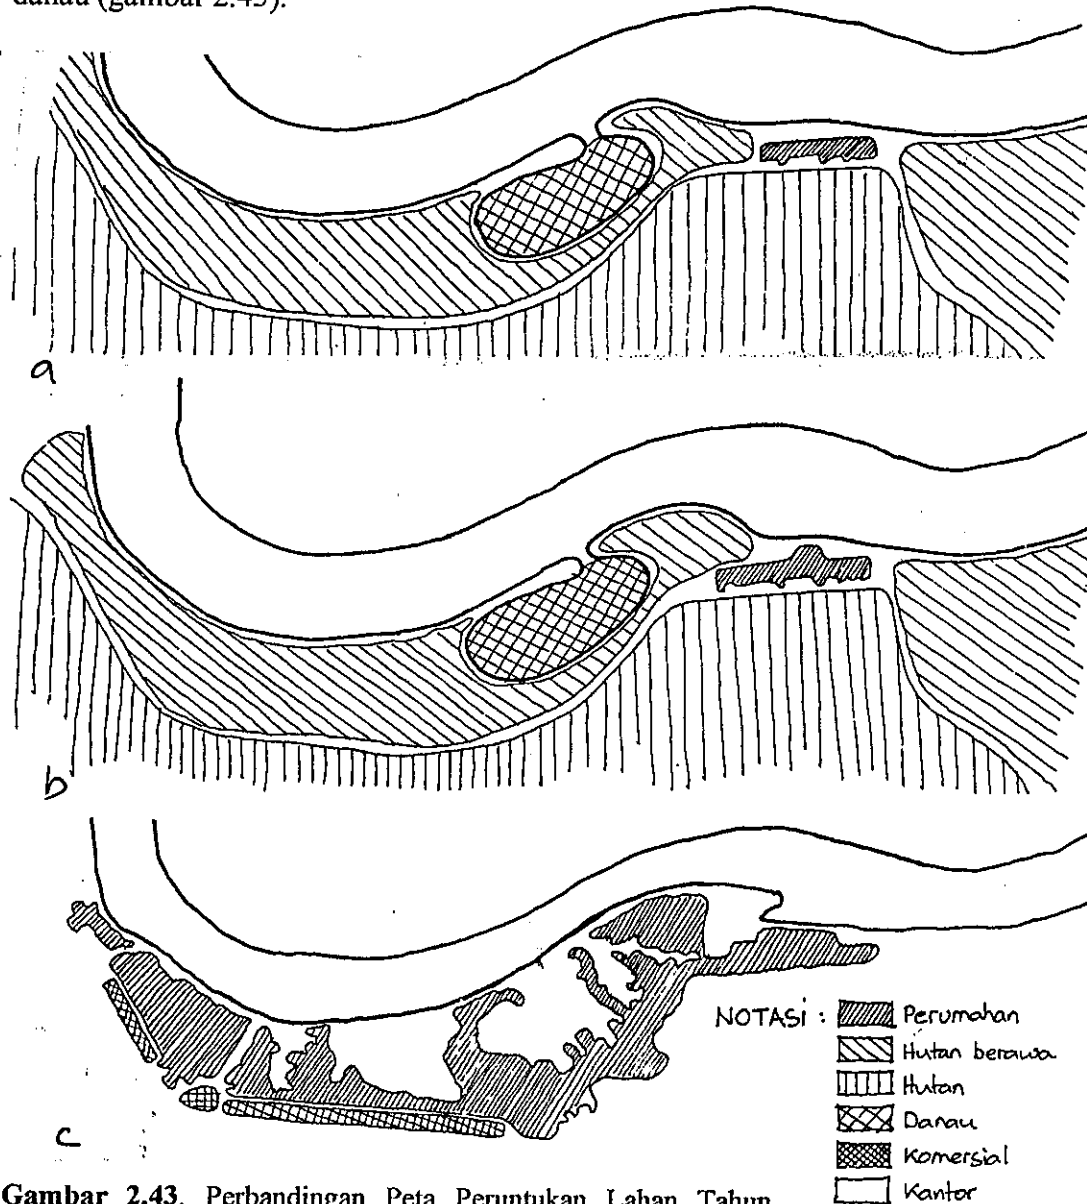 danau (gambar 2.43).
a
b
c
NOTASI :
Perumahan
Hutan berawa
Hutan
Danau
Komersial
Kantor
Gambar 2.43. Perbandingan Peta Peruntukan Lahan Tahun